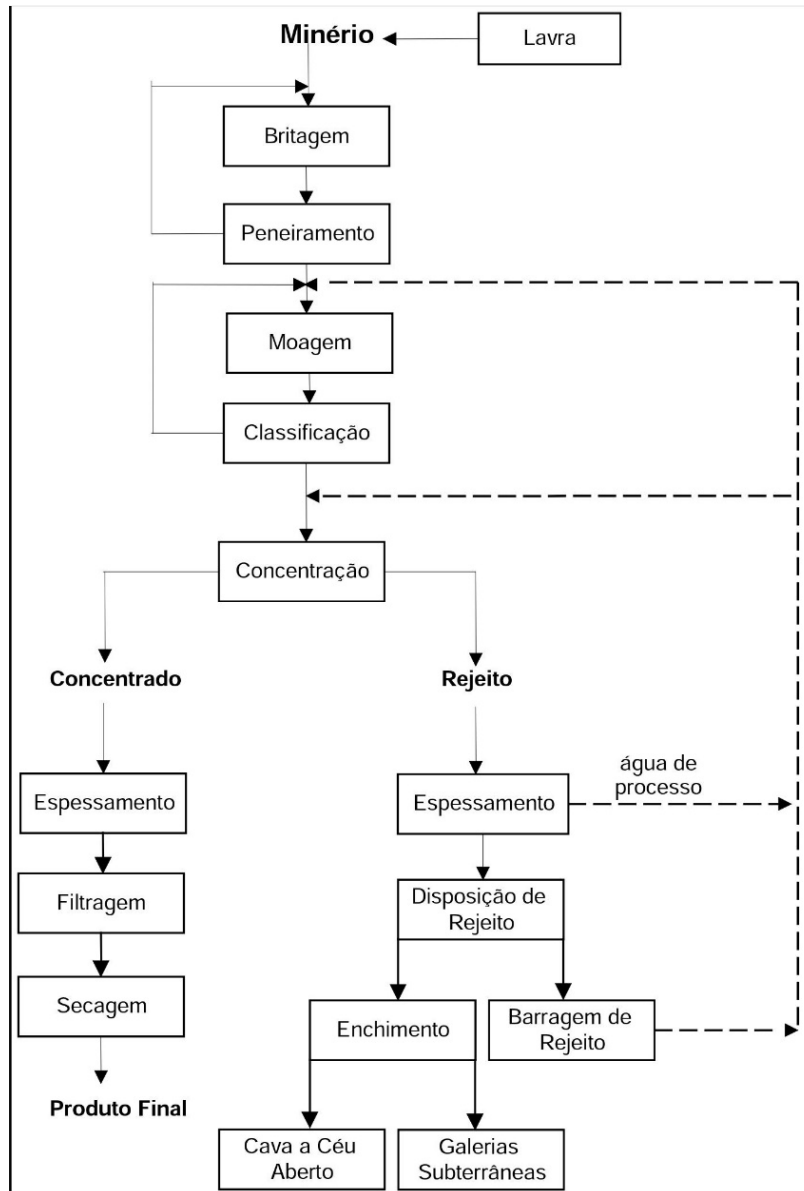 Minério
Lavra
Britagem
Peneiramento
Moagem
Classificação
Concentração
Concentrado
Rejeito
água de
processo
Espessamento
Espessamento
Filtragem
Disposição de
Rejeito
Secagem
Enchimento
Barragem de
Rejeito
Produto Final
Cava a Céu
Aberto
Galerias
Subterrâneas